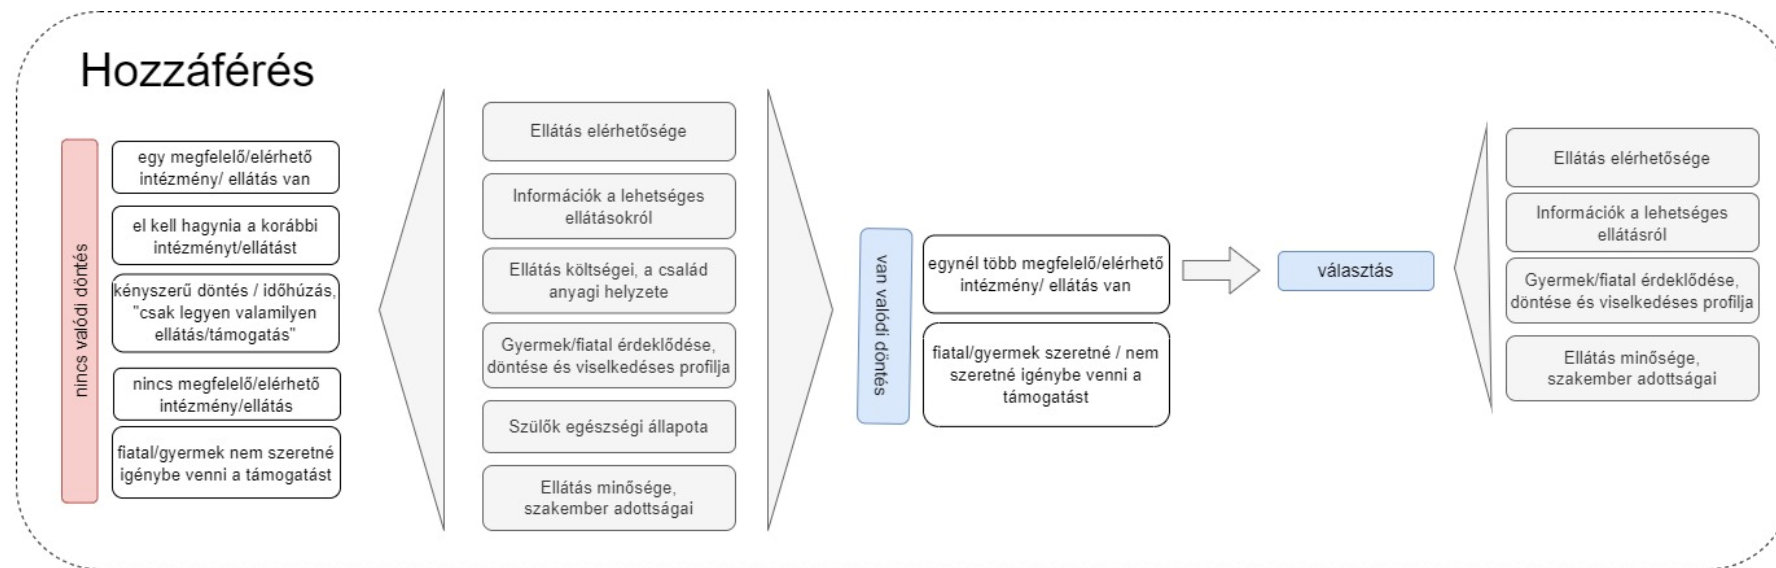 Hozzáférés
nincs valódi döntés
egy megfelelő/elérhető
intézmény/ ellátás van
el kell hagynia a korábbi
intézményt/ellátást
kényszerű döntés / időhúzás,
"csak legyen valamilyen
ellátás/támogatás"
nincs megfelelő/elérhető
intézmény/ellátás
fiatal/gyermek nem szeretné
igénybe venni a támogatást
Ellátás elérhetősége
Információk a lehetséges
ellátásokról
Ellátás költségei, a család
anyagi helyzete
Gyermek/fiatal érdeklődése,
döntése és viselkedéses profilja
Szülők egészségi állapota
Ellátás minősége,
szakember adottságai
van valódi döntés
egynél több megfelelő/elérhető
intézmény/ ellátás van
fiatal/gyermek szeretné / nem
szeretné igénybe venni a
támogatást
választás
Ellátás elérhetősége
Információk a lehetséges
ellátásról
Gyermek/fiatal érdeklődése,
döntése és viselkedéses profilja
Ellátás minősége,
szakember adottságai